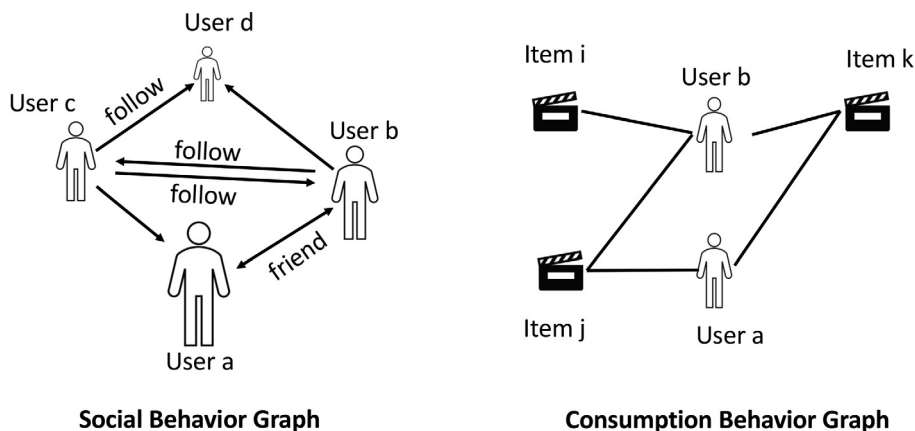 User d
User c
follow
User b
follow
follow
friend
User a
Social Behavior Graph
Item i
User b
Item k
Item j
User a
Consumption Behavior Graph